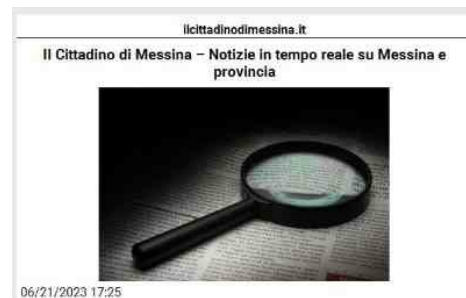 ilcittadinodimessina.it
Il Cittadino di Messina – Notizie in tempo reale su Messina e
provincia
06/21/2023 17:25